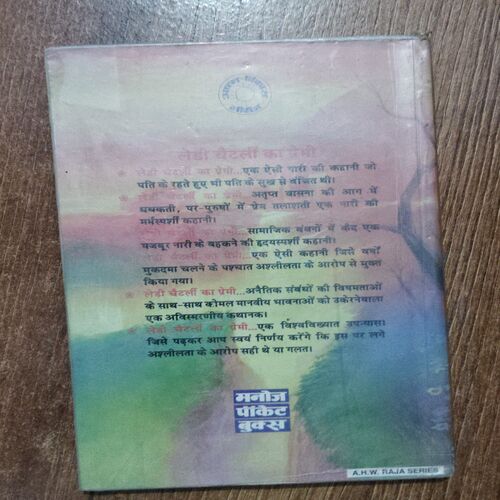 लेडी चैटर्ली का प्रेमी
* लेडी चैटर्ली का प्रेमी...एक ऐसी नारी की कहानी जो
पति के रहते हुए भी पति के सुख से वंचित थी।
* लेडी चैटर्ली का प्रेमी...अतृप्त वासना की आग में
धधकती, पर-पुरुषों में प्रेम तलाशती एक नारी की
मर्मस्पर्शी कहानी।
* लेडी चैटर्ली का प्रेमी...सामाजिक बंधनों में कैद एक
मजबूर नारी के बहकने की हृदयस्पर्शी कहानी।
* लेडी चैटर्ली का प्रेमी...एक ऐसी कहानी जिसे वर्षों
मुकदमा चलने के पश्चात अश्लीलता के आरोप से मुक्त
किया गया।
* लेडी चैटर्ली का प्रेमी...अनैतिक संबंधों की विषमताओं
के साथ-साथ कोमल मानवीय भावनाओं को उकेरनेवाला
एक अविस्मरणीय कथानक।
* लेडी चैटर्ली का प्रेमी...एक विश्वविख्यात उपन्यास।
जिसे पढ़कर आप स्वयं निर्णय करेंगे कि इस पर लगे
अश्लीलता के आरोप सही थे या गलत।
मनोज
पॉकेट
बुक्स
A.H.W. RAJA SERIES